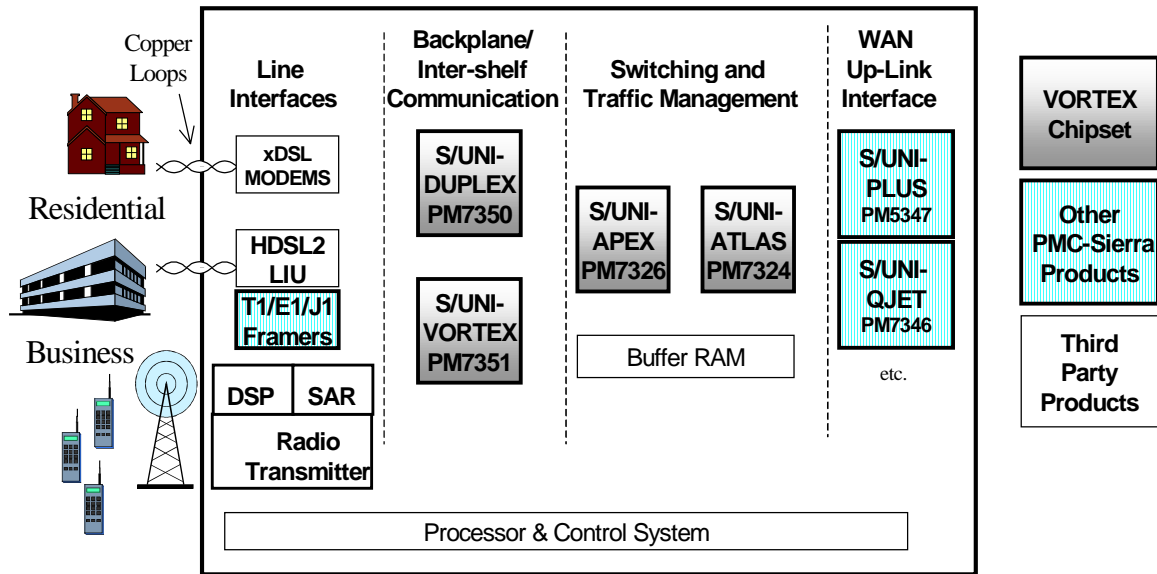 Copper
Loops
Residential
Business
Line
Interfaces
xDSL
MODEMS
HDSL2
LIU
T1/E1/J1
Framers
DSP
SAR
Radio
Transmitter
Backplane/
Inter-shelf
Communication
S/UNI-
DUPLEX
PM7350
S/UNI-
VORTEX
PM7351
Switching and
Traffic Management
S/UNI-
APEX
PM7326
S/UNI-
ATLAS
PM7324
Buffer RAM
WAN
Up-Link
Interface
S/UNI-
PLUS
PM5347
S/UNI-
QJET
PM7346
etc.
Processor & Control System
VORTEX
Chipset
Other
PMC-Sierra
Products
Third
Party
Products